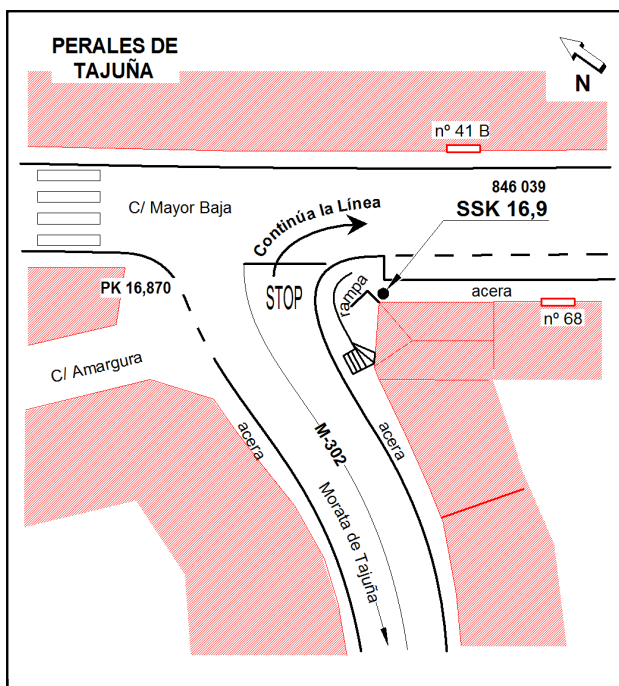 PERALES DE
TAJUÑA
N
nº 41 B
846 039
SSK 16,9
C/ Mayor Baja
Continúa la Línea
PK 16,870
STOP
rampa
acera
nº 68
C/ Amargura
acera
M-302
acera
Morata de Tajuña